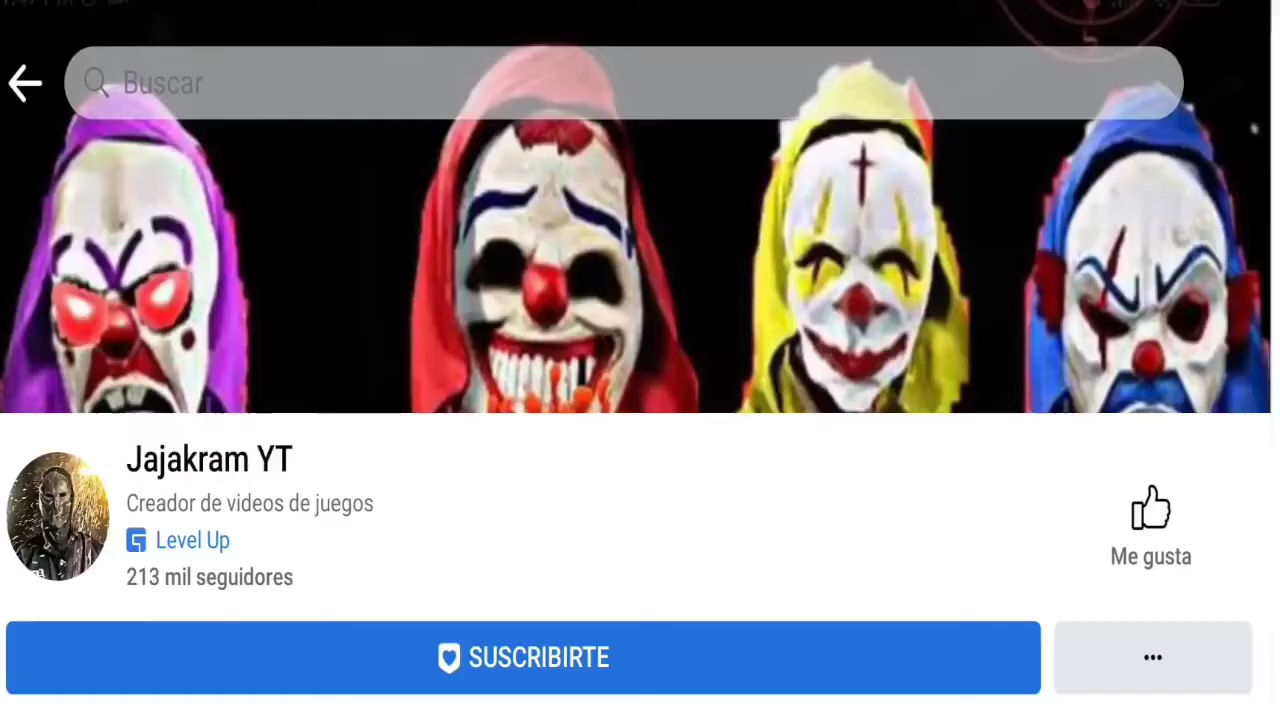 Buscar
Jajakram YT
Creador de videos de juegos
Level Up
213 mil seguidores
Me gusta
SUSCRIBIRTE